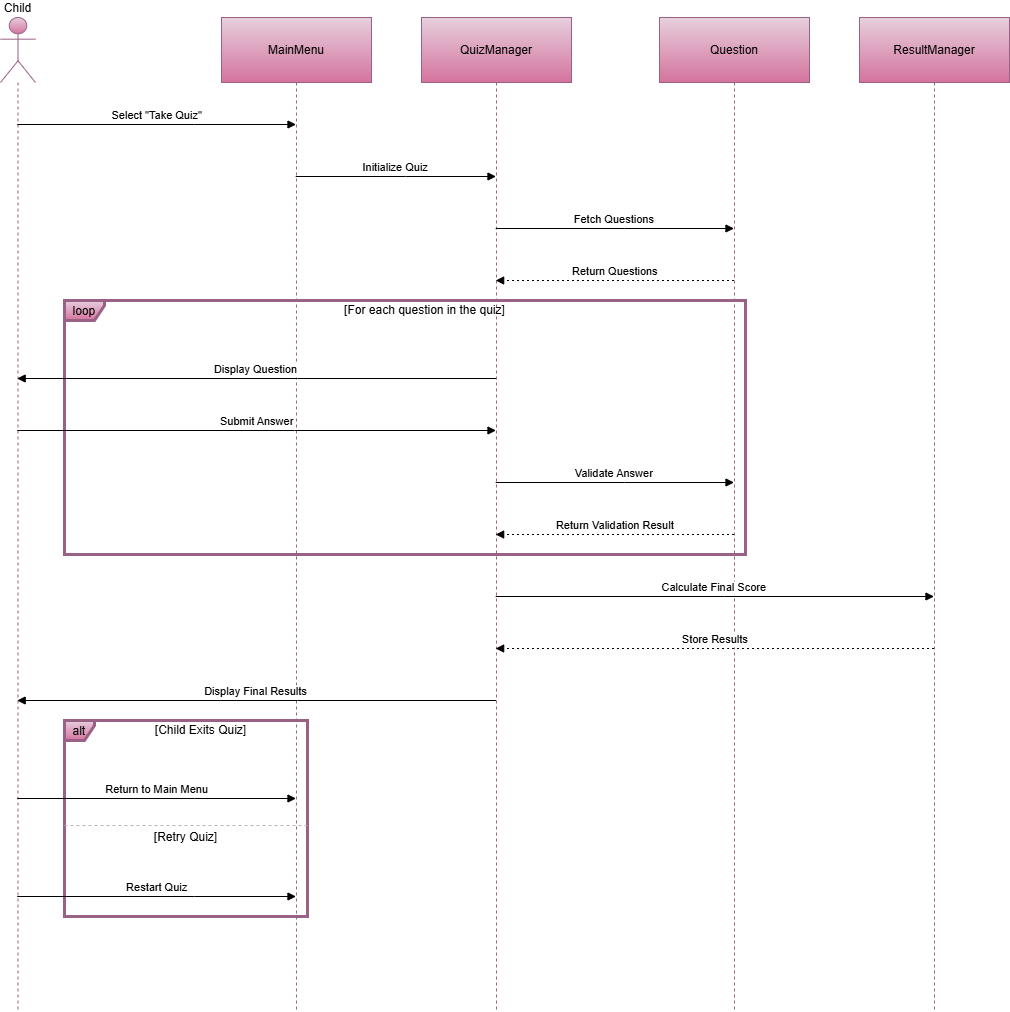 Child
MainMenu
QuizManager
Question
ResultManager
Select "Take Quiz"
Initialize Quiz
Fetch Questions
Return Questions
loop
[For each question in the quiz]
Display Question
Submit Answer
Validate Answer
Return Validation Result
Calculate Final Score
Store Results
Display Final Results
alt
[Child Exits Quiz]
Return to Main Menu
[Retry Quiz]
Restart Quiz